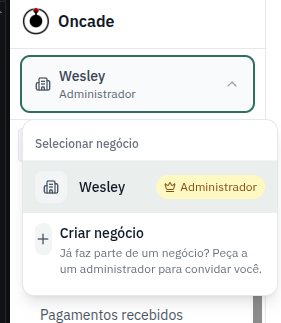 Oncade
Wesley
Administrador
Selecionar negócio
Wesley
Administrador
Criar negócio
Já faz parte de um negócio? Peça a
um administrador para convidar você.
Pagamentos recebidos